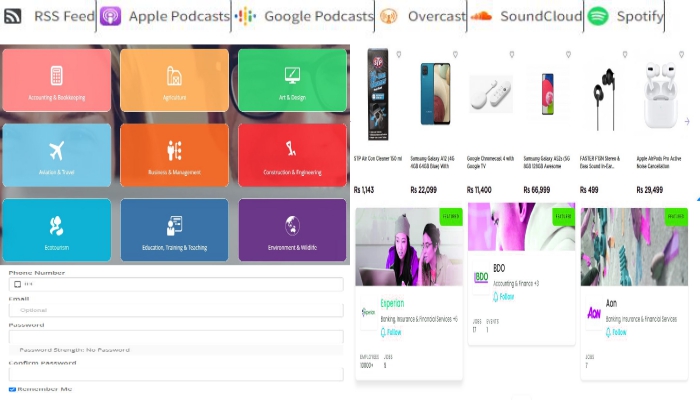 RSS Feed Apple Podcasts Google Podcasts Overcast SoundCloud Spotify
Accounting & Bookkeeping Agriculture Art & Design
Aviation & Travel Business & Management Construction & Engineering
Ecotourism Education, Training & Teaching Environment & Wildlife
Phone Number
Email
Optional
Password
Password Strength: No Password
Confirm Password
Remember Me
STP Air Con Cleaner 150 ml
Rs 1,143
Samsung Galaxy A12 (4G
4GB 64GB Blue) With
Rs 22,099
Google Chromecast 4 with
Google TV
Rs 11,400
Samsung Galaxy A52s (5G
8GB 128GB Awesome
Rs 66,999
FASTER F10N Stereo &
Bass Sound In-Ear...
Rs 499
Apple AirPods Pro Active
Noise Cancellation
Rs 29,499
FEATURED
Experian
Banking, Insurance & Financial Services +6
Follow
EMPLOYEES JOBS
10000+ 5
FEATURED
BDO
BDO
Accounting & Finance +3
Follow
JOBS EVENTS
17 1
FEATURED
Aon
Aon
Banking, Insurance & Financial Services
Follow
JOBS
7